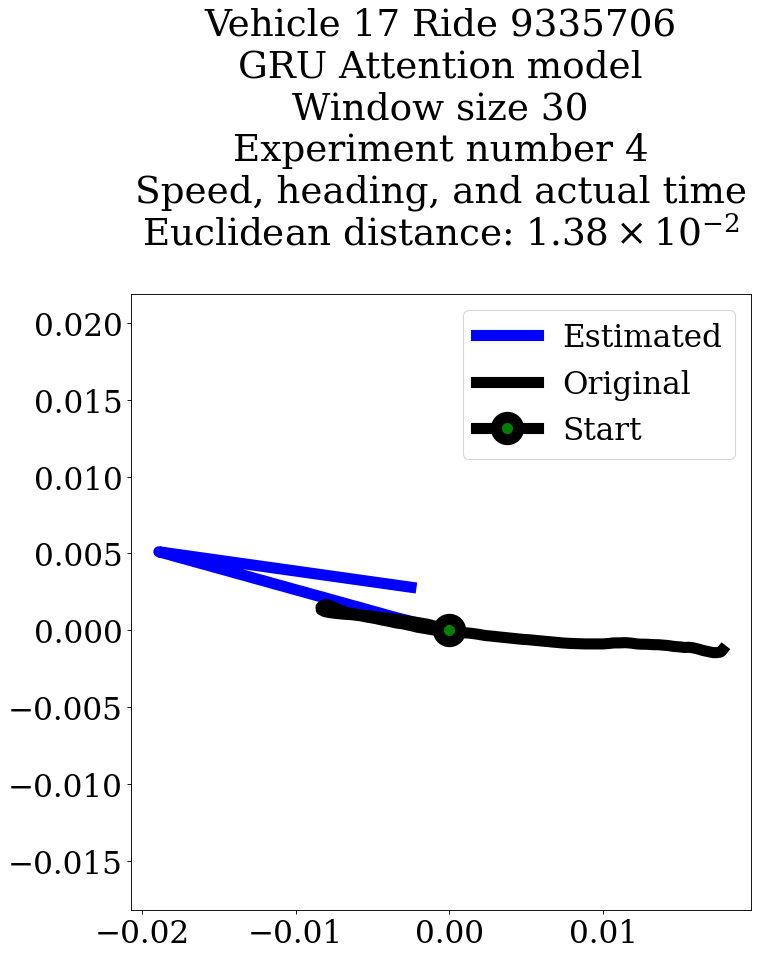 Vehicle 17 Ride 9335706
GRU Attention model
Window size 30
Experiment number 4
Speed, heading, and actual time
Euclidean distance: 1.38 × 10⁻²
Estimated
Original
Start
0.020
0.015
0.010
0.005
0.000
−0.005
−0.010
−0.015
−0.02 −0.01 0.00 0.01